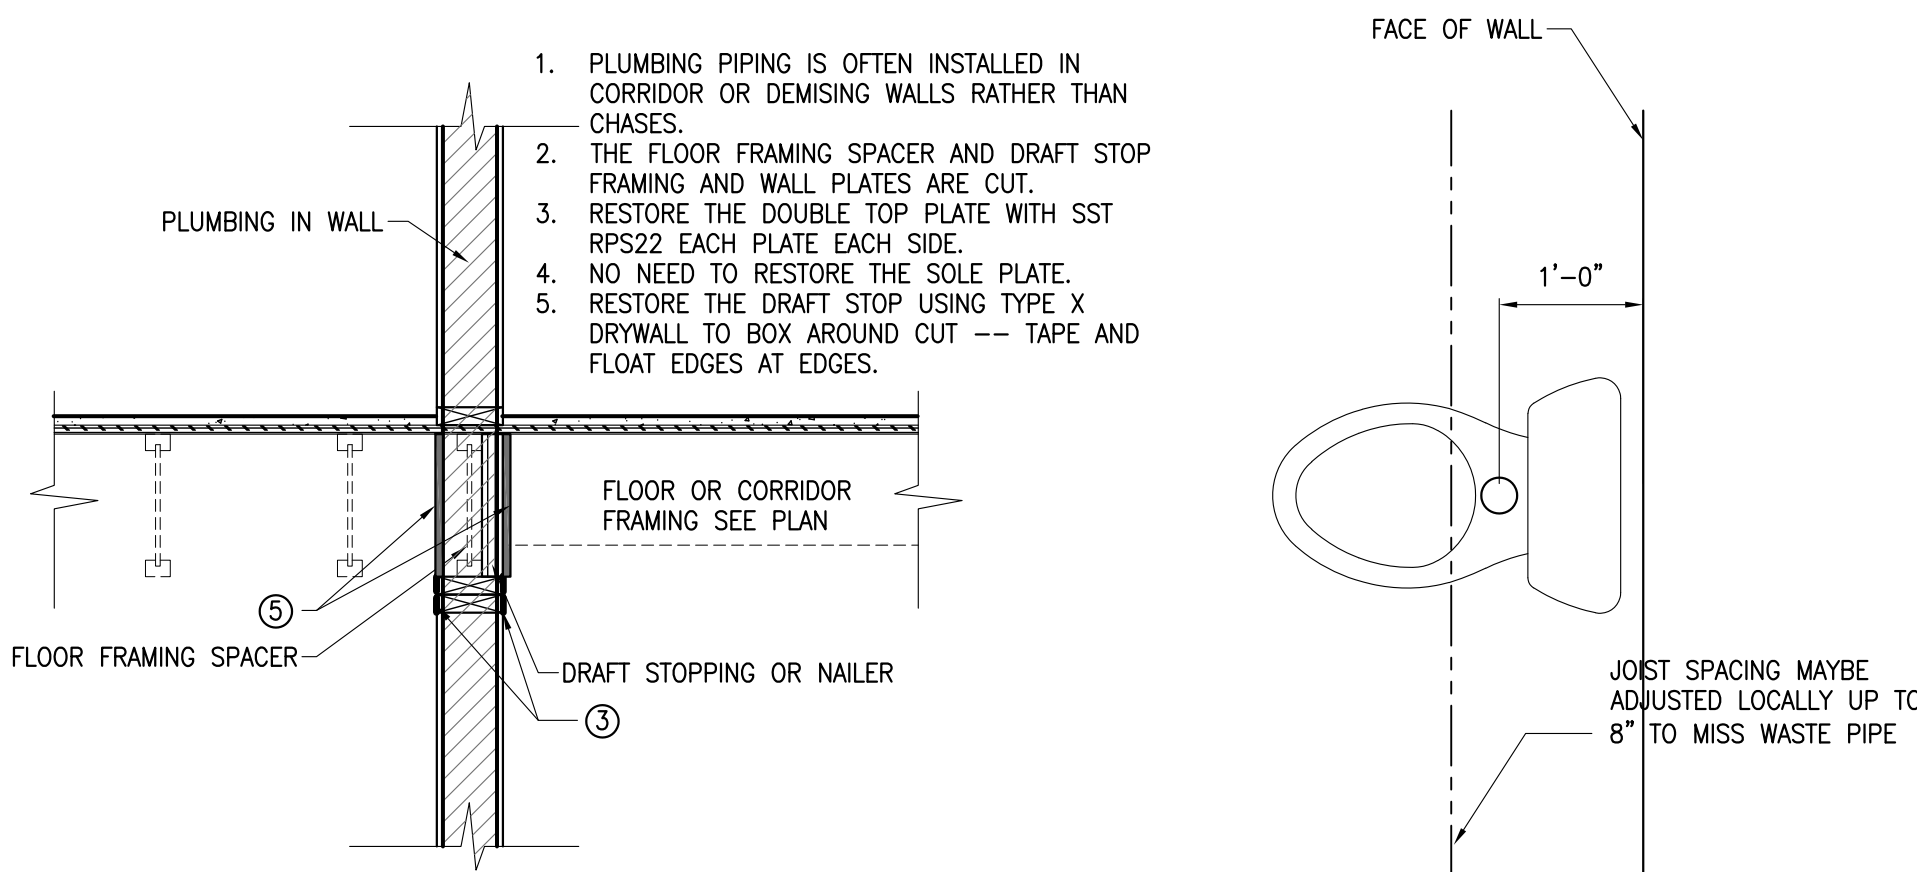 1. PLUMBING PIPING IS OFTEN INSTALLED IN
CORRIDOR OR DEMISING WALLS RATHER THAN
CHASES.
2. THE FLOOR FRAMING SPACER AND DRAFT STOP
FRAMING AND WALL PLATES ARE CUT.
3. RESTORE THE DOUBLE TOP PLATE WITH SST
RPS22 EACH PLATE EACH SIDE.
4. NO NEED TO RESTORE THE SOLE PLATE.
5. RESTORE THE DRAFT STOP USING TYPE X
DRYWALL TO BOX AROUND CUT -- TAPE AND
FLOAT EDGES AT EDGES.
PLUMBING IN WALL
FLOOR OR CORRIDOR
FRAMING SEE PLAN
5
FLOOR FRAMING SPACER
DRAFT STOPPING OR NAILER
3
FACE OF WALL
1'-0"
JOIST SPACING MAYBE
ADJUSTED LOCALLY UP TO
8" TO MISS WASTE PIPE